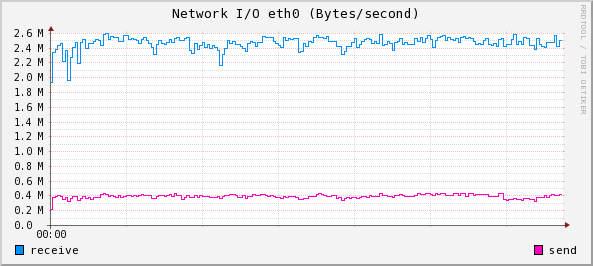 Network I/O eth0 (Bytes/second)
RRDTOOL / TOBI OETIKER
2.6 M
2.4 M
2.2 M
2.0 M
1.8 M
1.6 M
1.4 M
1.2 M
1.0 M
0.8 M
0.6 M
0.4 M
0.2 M
0.0
00:00
receive
send